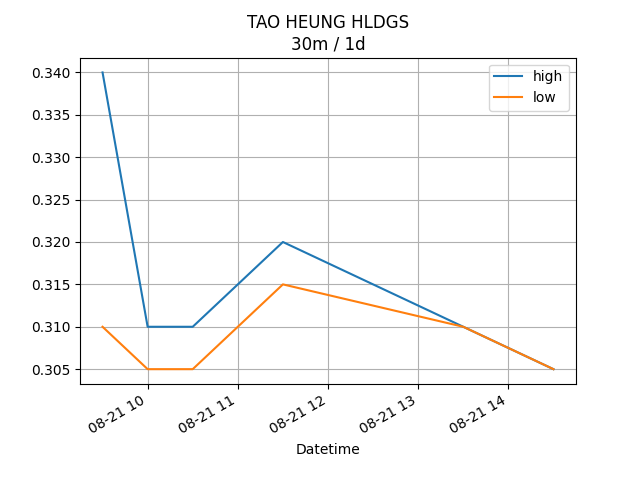 TAO HEUNG HLDGS
30m / 1d
0.340
0.335
0.330
0.325
0.320
0.315
0.310
0.305
high
low
08-21 10
08-21 11
08-21 12
08-21 13
08-21 14
Datetime